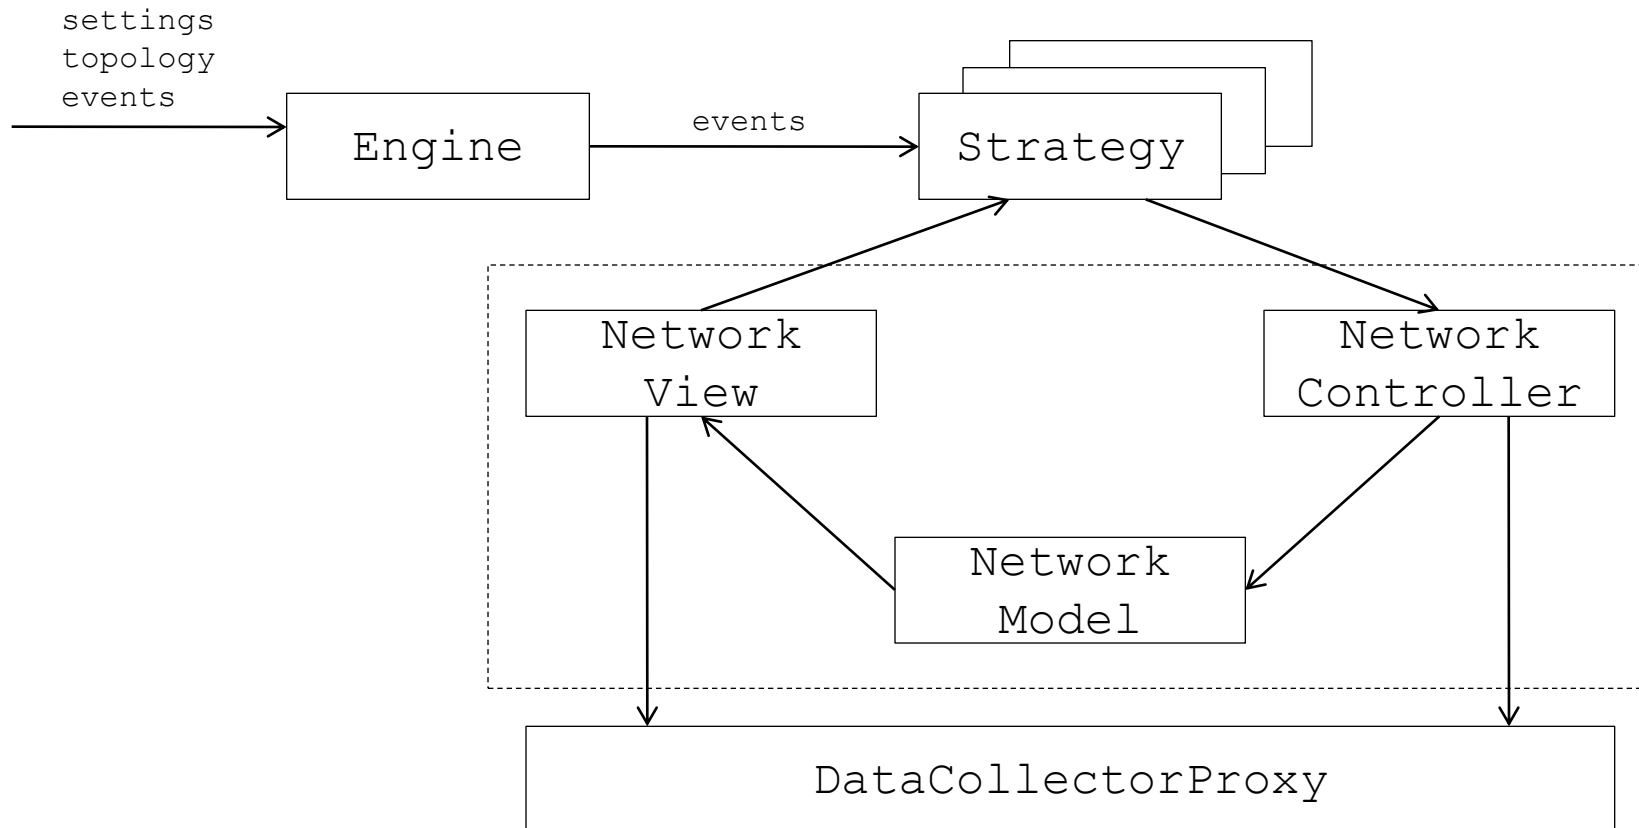 settings
topology
events
Engine
events
Strategy
Network
View
Network
Controller
Network
Model
DataCollectorProxy